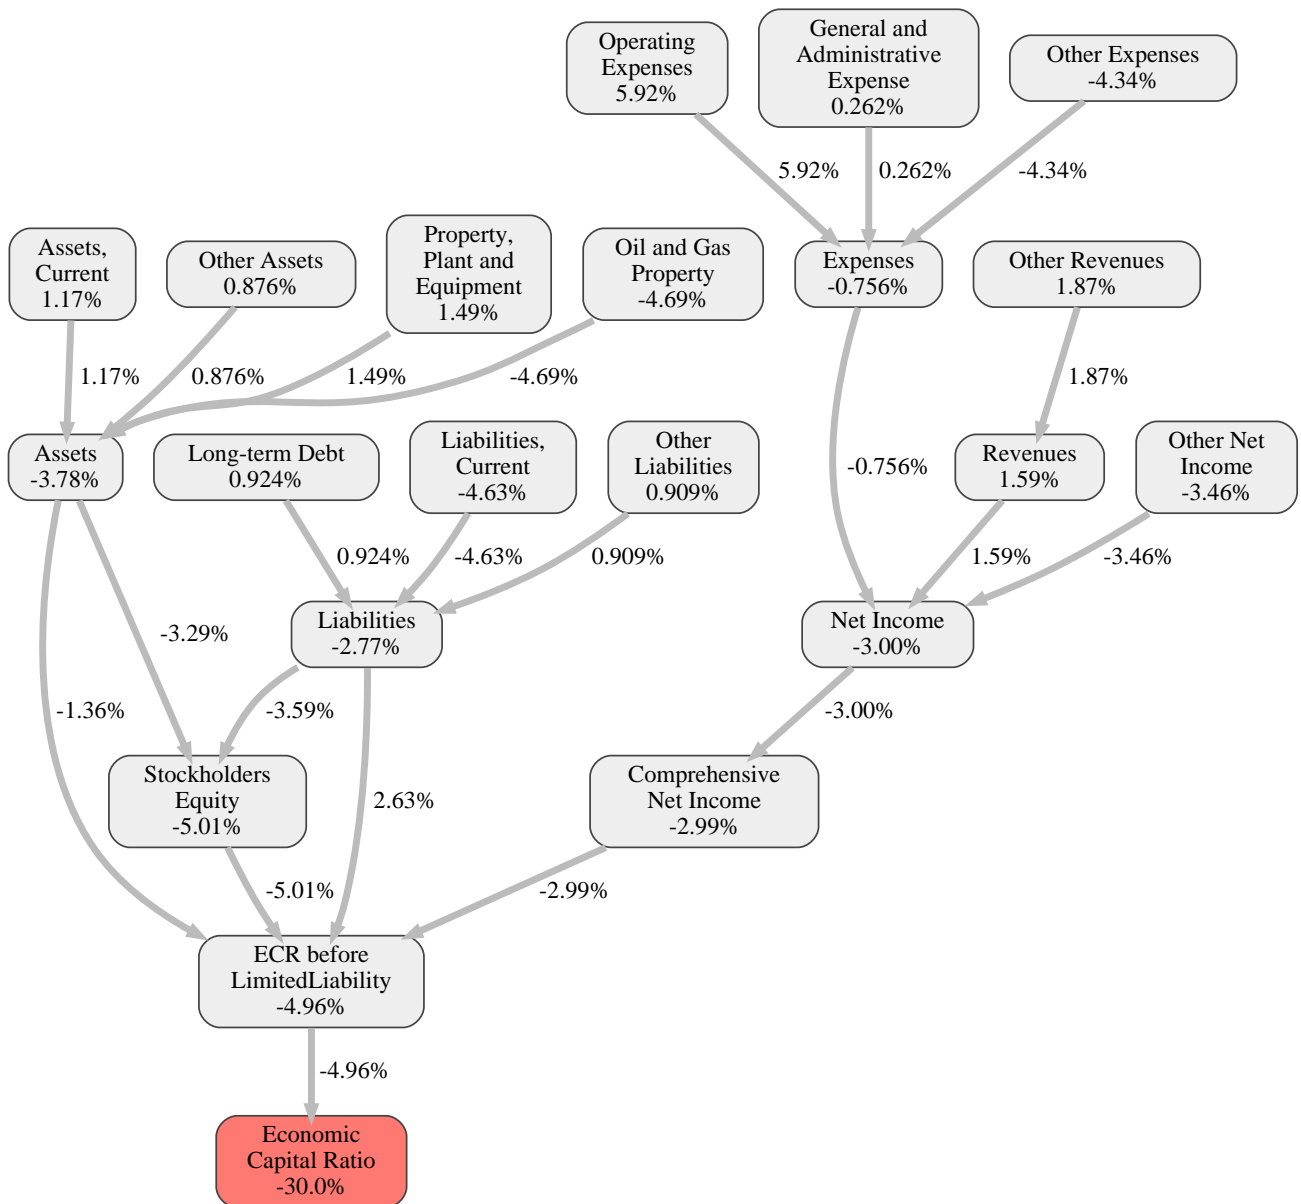 Operating
Expenses
5.92%
General and
Administrative
Expense
0.262%
Other Expenses
-4.34%
5.92%
0.262%
-4.34%
Assets,
Current
1.17%
Other Assets
0.876%
Property,
Plant and
Equipment
1.49%
Oil and Gas
Property
-4.69%
Expenses
-0.756%
Other Revenues
1.87%
1.17%
0.876%
1.49%
-4.69%
1.87%
Assets
-3.78%
Long-term Debt
0.924%
Liabilities,
Current
-4.63%
Other
Liabilities
0.909%
-0.756%
Revenues
1.59%
Other Net
Income
-3.46%
0.924%
-4.63%
0.909%
1.59%
-3.46%
-3.29%
Liabilities
-2.77%
Net Income
-3.00%
-1.36%
-3.59%
-3.00%
Stockholders
Equity
-5.01%
2.63%
Comprehensive
Net Income
-2.99%
-5.01%
-2.99%
ECR before
LimitedLiability
-4.96%
-4.96%
Economic
Capital Ratio
-30.0%